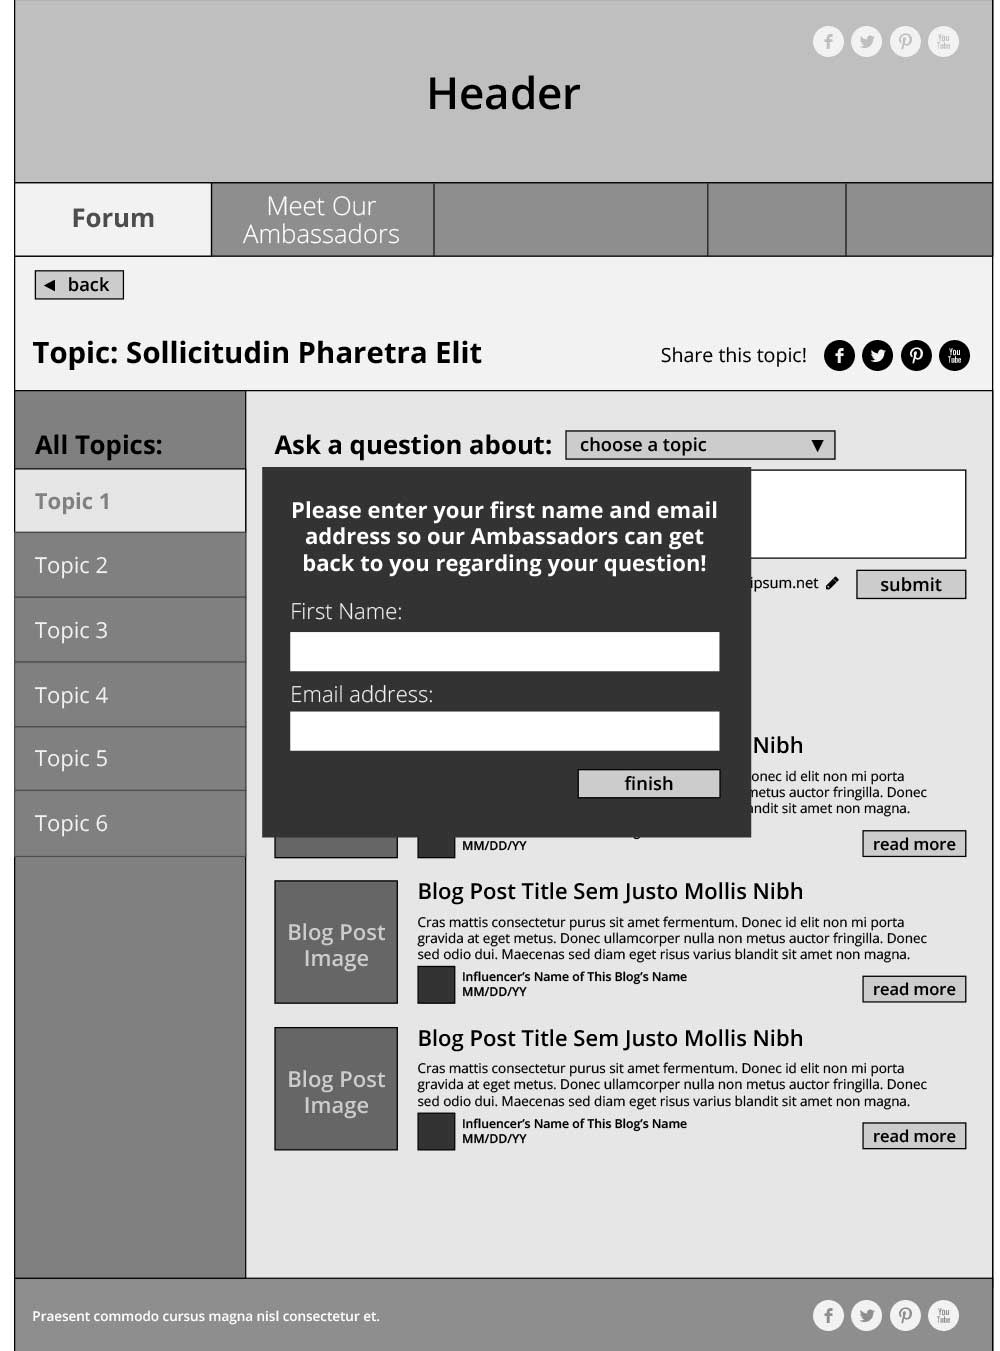 Header
Forum
Meet Our
Ambassadors
back
Topic: Sollicitudin Pharetra Elit
Share this topic!
You
Tube
All Topics:
Topic 1
Topic 2
Topic 3
Topic 4
Topic 5
Topic 6
Ask a question about:
choose a topic
Please enter your first name and email
address so our Ambassadors can get
back to you regarding your question!
First Name:
Email address:
finish
ipsum.net
submit
Nibh
onec id elit non mi porta
metus auctor fringilla. Donec
andit sit amet non magna.
MM/DD/YY
read more
Blog Post
Image
Blog Post Title Sem Justo Mollis Nibh
Cras mattis consectetur purus sit amet fermentum. Donec id elit non mi porta
gravida at eget metus. Donec ullamcorper nulla non metus auctor fringilla. Donec
sed odio dui. Maecenas sed diam eget risus varius blandit sit amet non magna.
Influencer's Name of This Blog's Name
MM/DD/YY
read more
Blog Post
Image
Blog Post Title Sem Justo Mollis Nibh
Cras mattis consectetur purus sit amet fermentum. Donec id elit non mi porta
gravida at eget metus. Donec ullamcorper nulla non metus auctor fringilla. Donec
sed odio dui. Maecenas sed diam eget risus varius blandit sit amet non magna.
Influencer's Name of This Blog's Name
MM/DD/YY
read more
Praesent commodo cursus magna nisl consectetur et.
You
Tube